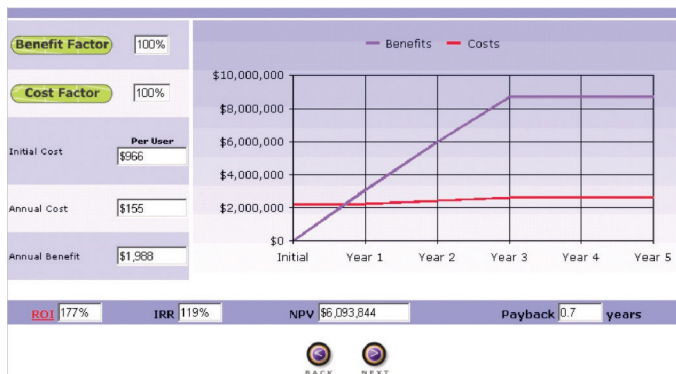 Benefit Factor 100%
Cost Factor 100%
Per User
Initial Cost $966
Annual Cost $155
Annual Benefit $1,988
Benefits Costs
$10,000,000
$8,000,000
$6,000,000
$4,000,000
$2,000,000
$0
Initial Year 1 Year 2 Year 3 Year 4 Year 5
ROI 177% IRR 119% NPV $6,093,844 Payback 0.7 years
BACK NEXT